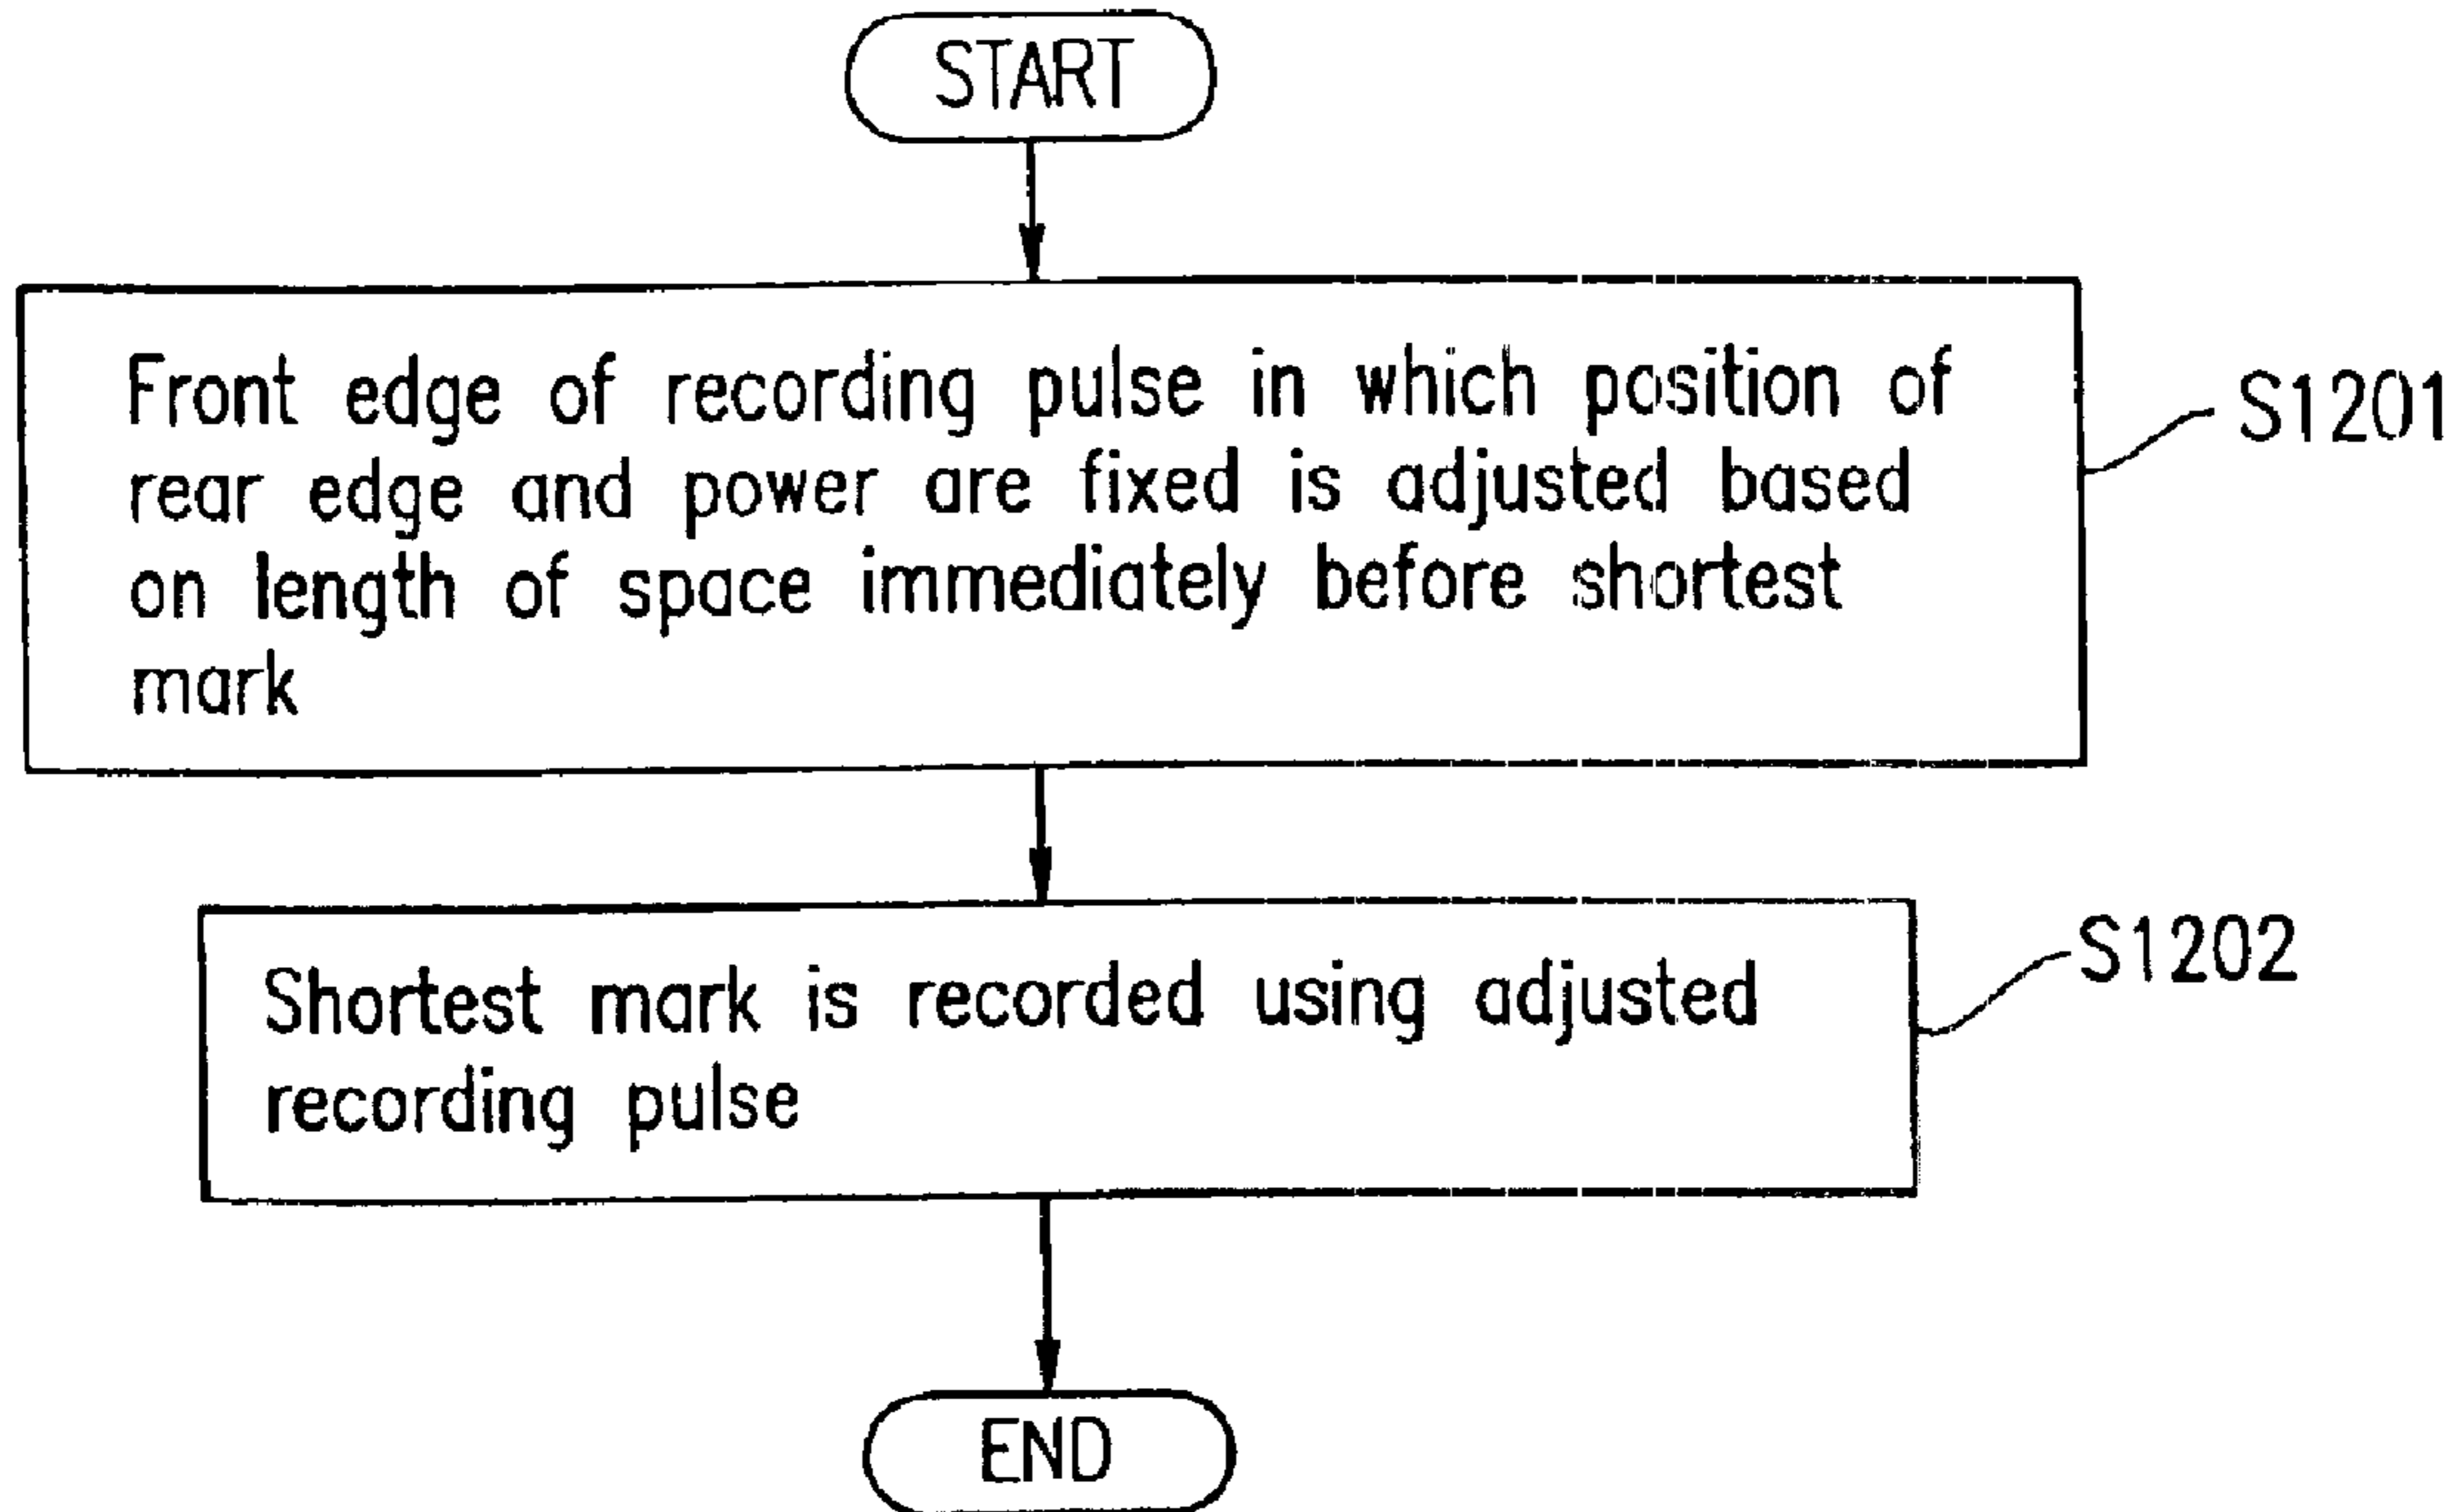 START
Front edge of recording pulse in which position of
rear edge and power are fixed is adjusted based
on length of space immediately before shortest
mark
S1201
Shortest mark is recorded using adjusted
recording pulse
S1202
END